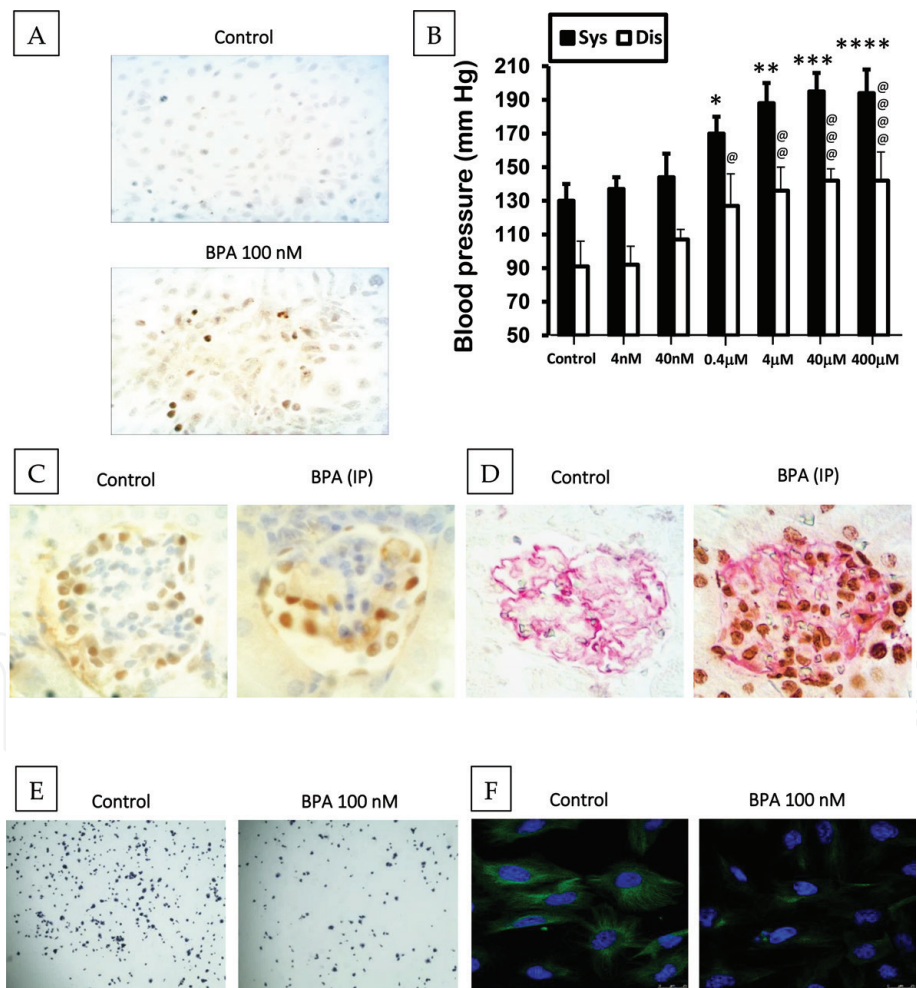 A
Control
BPA 100 nM
B
Sys Dis
Blood pressure (mm Hg)
210
190
170
150
130
110
90
70
50
* ** *** ****
@ @@ @@@ @@@@
Control 4nM 40nM 0.4μM 4μM 40μM 400μM
C
Control BPA (IP)
D
Control BPA (IP)
E
Control BPA 100 nM
F
Control BPA 100 nM